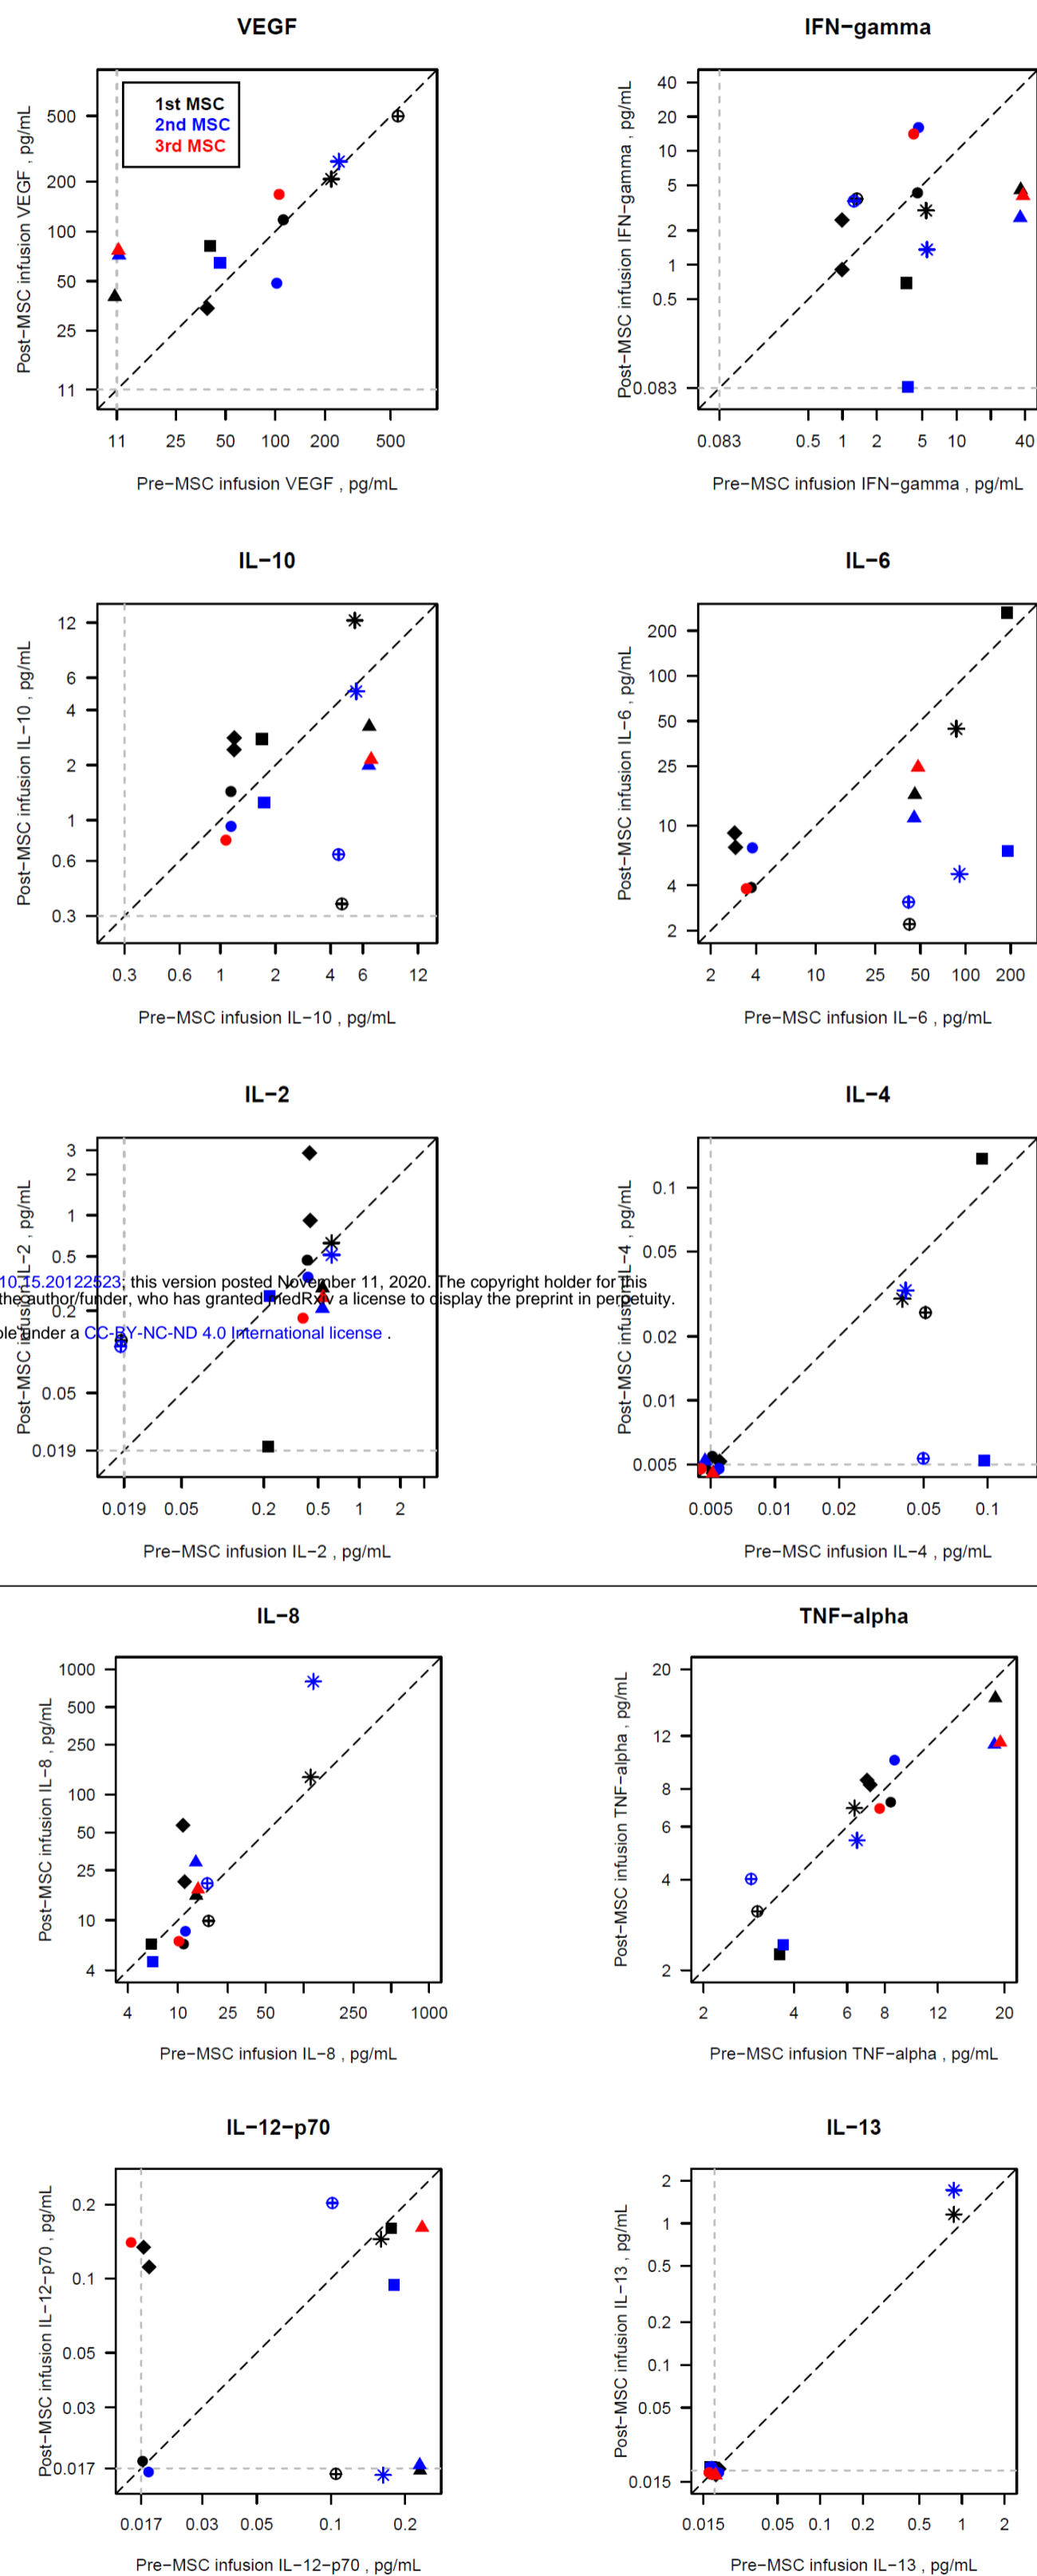 VEGF
IFN−gamma
Post−MSC infusion VEGF , pg/mL
500
200
100
50
25
11
1st MSC
2nd MSC
3rd MSC
11 25 50 100 200 500
Pre−MSC infusion VEGF , pg/mL
Post−MSC infusion IFN−gamma , pg/mL
40
20
10
5
2
1
0.5
0.083
0.083 0.5 1 2 5 10 40
Pre−MSC infusion IFN−gamma , pg/mL
IL−10
IL−6
Post−MSC infusion IL−10 , pg/mL
12
6
4
2
1
0.6
0.3
0.3 0.6 1 2 4 6 12
Pre−MSC infusion IL−10 , pg/mL
Post−MSC infusion IL−6 , pg/mL
200
100
50
25
10
4
2
2 4 10 25 50 100 200
Pre−MSC infusion IL−6 , pg/mL
IL−2
IL−4
Post−MSC infusion IL−2 , pg/mL
3
2
1
0.5
0.2
0.05
0.019
0.019 0.05 0.2 0.5 1 2
Pre−MSC infusion IL−2 , pg/mL
10.15.20122523; this version posted November 11, 2020. The copyright holder for this
the author/funder, who has granted medRxiv a license to display the preprint in perpetuity.
ble under a CC-BY-NC-ND 4.0 International license .
Post−MSC infusion IL−4 , pg/mL
0.1
0.05
0.02
0.01
0.005
0.005 0.01 0.02 0.05 0.1
Pre−MSC infusion IL−4 , pg/mL
IL−8
TNF−alpha
Post−MSC infusion IL−8 , pg/mL
1000
500
250
100
50
25
10
4
4 10 25 50 250 1000
Pre−MSC infusion IL−8 , pg/mL
Post−MSC infusion TNF−alpha , pg/mL
20
12
8
6
4
2
2 4 6 8 12 20
Pre−MSC infusion TNF−alpha , pg/mL
IL−12−p70
IL−13
Post−MSC infusion IL−12−p70 , pg/mL
0.2
0.1
0.05
0.03
0.017
0.017 0.03 0.05 0.1 0.2
Pre−MSC infusion IL−12−p70 , pg/mL
Post−MSC infusion IL−13 , pg/mL
2
1
0.5
0.2
0.1
0.05
0.015
0.015 0.05 0.1 0.2 0.5 1 2
Pre−MSC infusion IL−13 , pg/mL